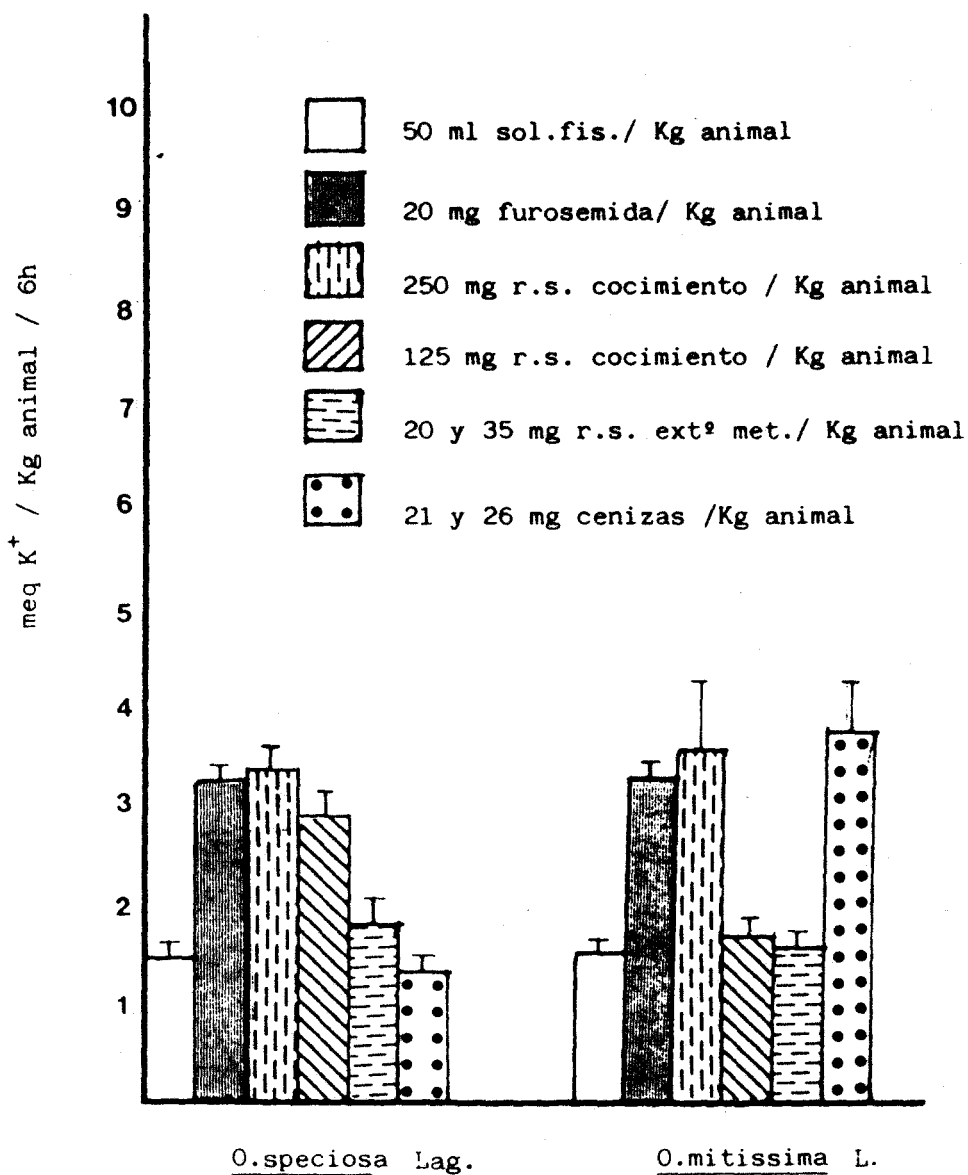 10
9
8
7
6
5
4
3
2
1
meq K⁺ / Kg animal / 6h
50 ml sol.fis./ Kg animal
20 mg furosemida/ Kg animal
250 mg r.s. cocimiento / Kg animal
125 mg r.s. cocimiento / Kg animal
20 y 35 mg r.s. extº met./ Kg animal
21 y 26 mg cenizas /Kg animal
O.speciosa Lag.
O.mitissima L.